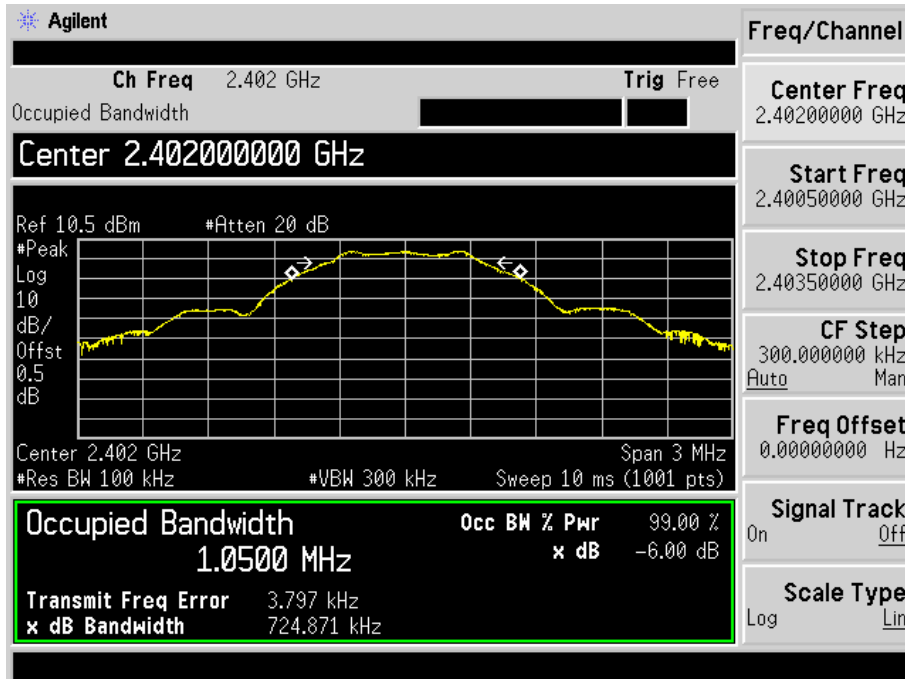 Agilent
Freq/Channel
Ch Freq 2.402 GHz Trig Free
Occupied Bandwidth
Center 2.402000000 GHz
Ref 10.5 dBm #Atten 20 dB
#Peak
Log
10
dB/
Offst
0.5
dB
Center 2.402 GHz Span 3 MHz
#Res BW 100 kHz #VBW 300 kHz Sweep 10 ms (1001 pts)
Occupied Bandwidth Occ BW % Pwr 99.00 %
1.0500 MHz x dB -6.00 dB
Transmit Freq Error 3.797 kHz
x dB Bandwidth 724.871 kHz
Center Freq
2.40200000 GHz
Start Freq
2.40050000 GHz
Stop Freq
2.40350000 GHz
CF Step
300.000000 kHz
Auto Man
Freq Offset
0.00000000 Hz
Signal Track
On Off
Scale Type
Log Lin